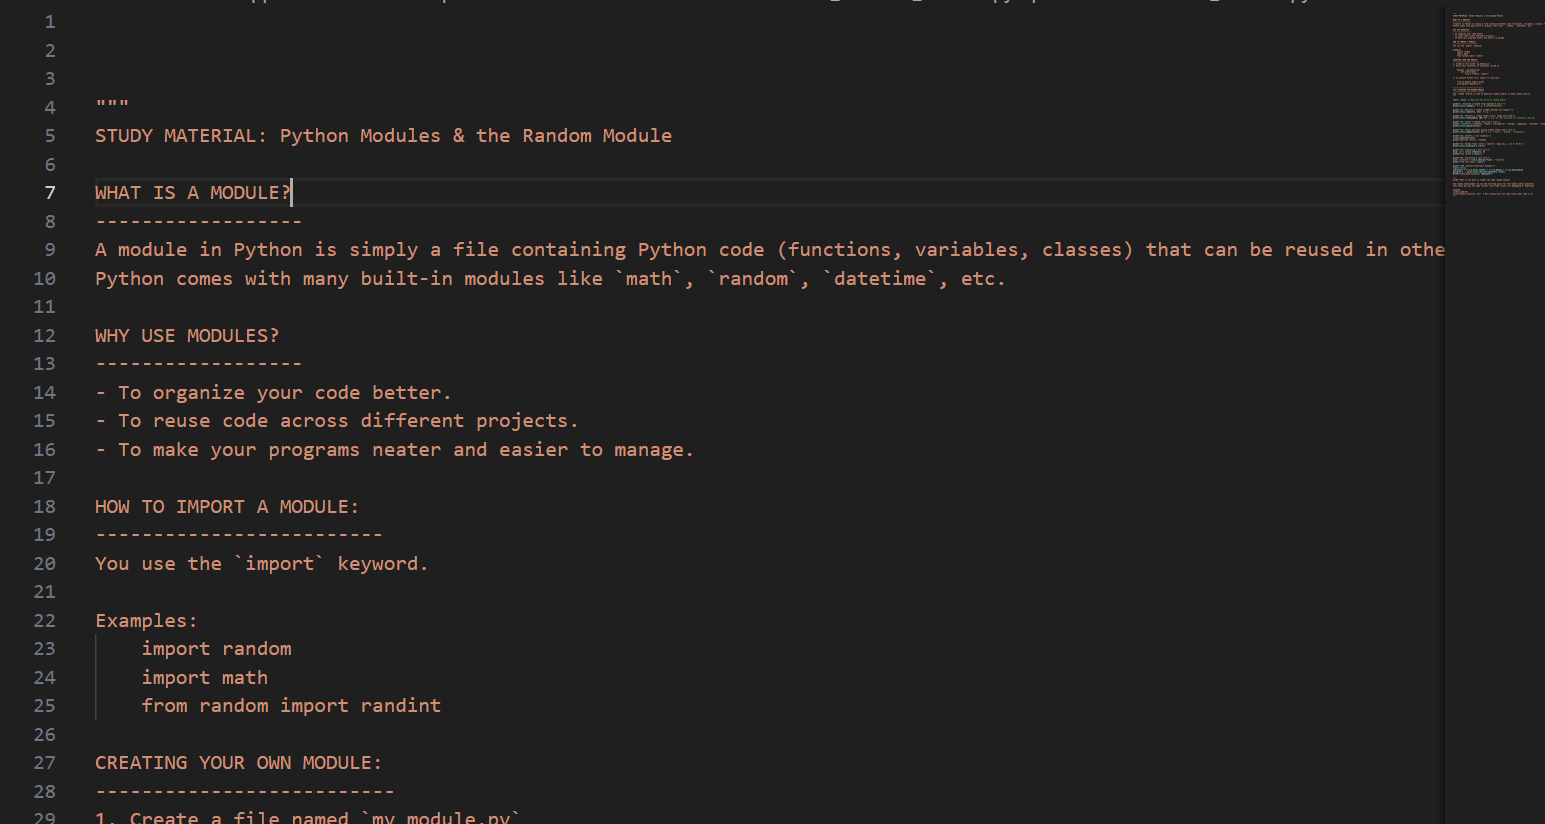 1
2
3
4 """
5 STUDY MATERIAL: Python Modules & the Random Module
6
7 WHAT IS A MODULE?
8 ------------------
9 A module in Python is simply a file containing Python code (functions, variables, classes) that can be reused in othe
10 Python comes with many built-in modules like `math`, `random`, `datetime`, etc.
11
12 WHY USE MODULES?
13 ------------------
14 - To organize your code better.
15 - To reuse code across different projects.
16 - To make your programs neater and easier to manage.
17
18 HOW TO IMPORT A MODULE:
19 -------------------------
20 You use the `import` keyword.
21
22 Examples:
23     import random
24     import math
25     from random import randint
26
27 CREATING YOUR OWN MODULE:
28 --------------------------
29 1. Create a file named `my_module.py`